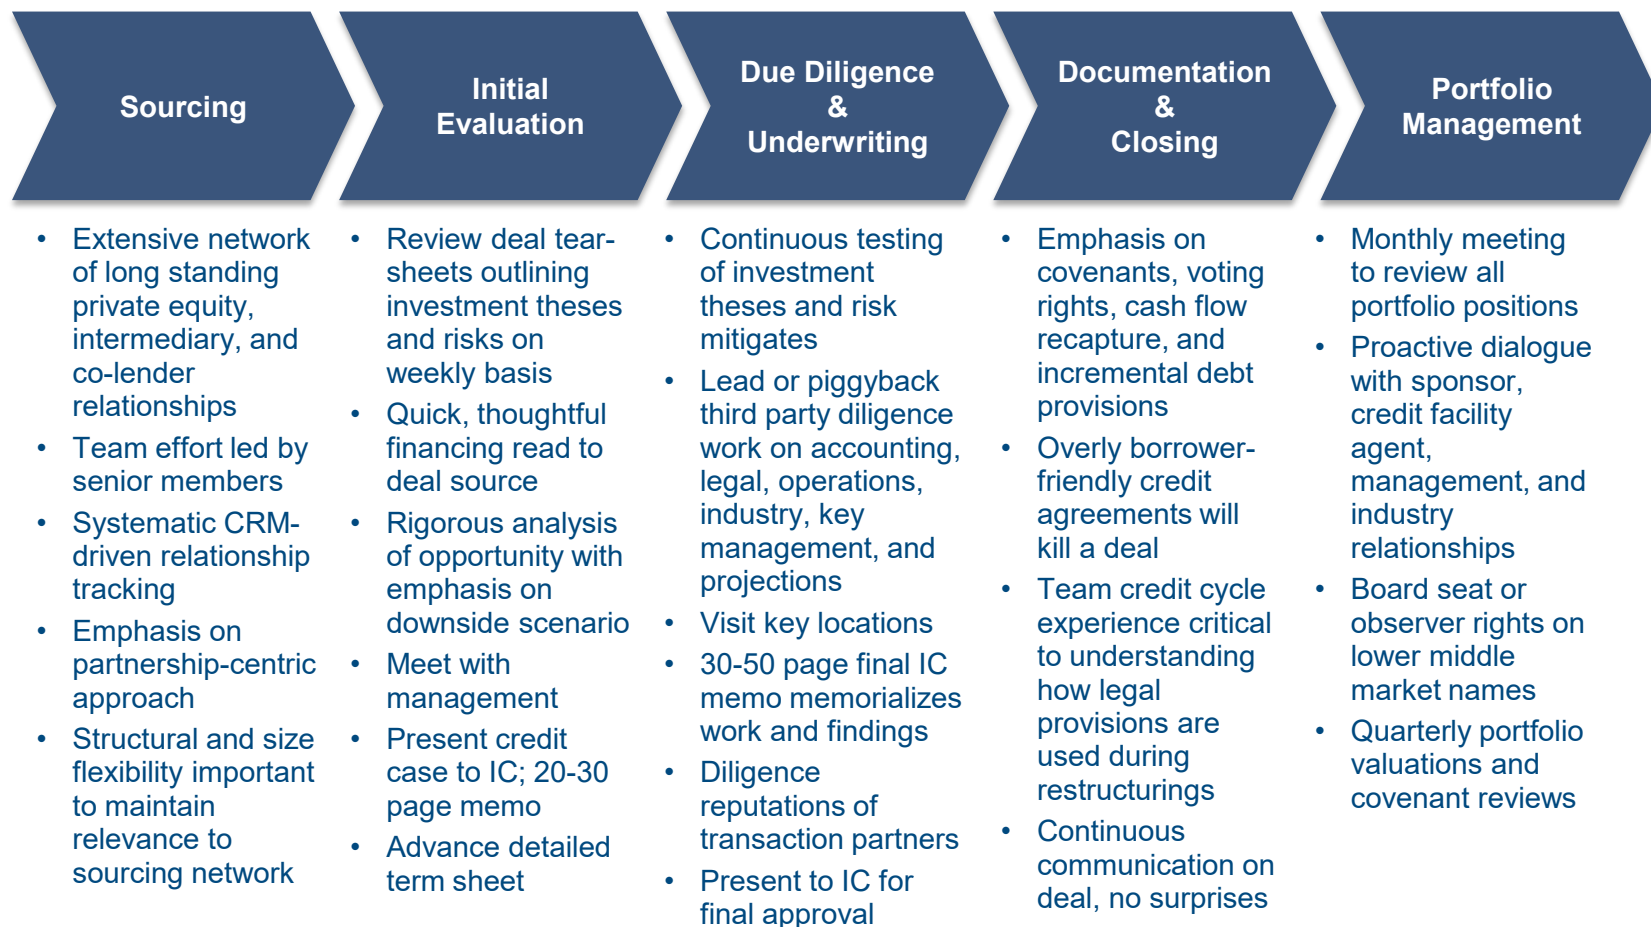 Sourcing
Initial
Evaluation
Due Diligence
&
Underwriting
Documentation
&
Closing
Portfolio
Management
• Extensive network
of long standing
private equity,
intermediary, and
co-lender
relationships
• Team effort led by
senior members
• Systematic CRM-
driven relationship
tracking
• Emphasis on
partnership-centric
approach
• Structural and size
flexibility important
to maintain
relevance to
sourcing network
• Review deal tear-
sheets outlining
investment theses
and risks on
weekly basis
• Quick, thoughtful
financing read to
deal source
• Rigorous analysis
of opportunity with
emphasis on
downside scenario
• Meet with
management
• Present credit
case to IC; 20-30
page memo
• Advance detailed
term sheet
• Continuous testing
of investment
theses and risk
mitigates
• Lead or piggyback
third party diligence
work on accounting,
legal, operations,
industry, key
management, and
projections
• Visit key locations
• 30-50 page final IC
memo memorializes
work and findings
• Diligence
reputations of
transaction partners
• Present to IC for
final approval
• Emphasis on
covenants, voting
rights, cash flow
recapture, and
incremental debt
provisions
• Overly borrower-
friendly credit
agreements will
kill a deal
• Team credit cycle
experience critical
to understanding
how legal
provisions are
used during
restructurings
• Continuous
communication on
deal, no surprises
• Monthly meeting
to review all
portfolio positions
• Proactive dialogue
with sponsor,
credit facility
agent,
management, and
industry
relationships
• Board seat or
observer rights on
lower middle
market names
• Quarterly portfolio
valuations and
covenant reviews